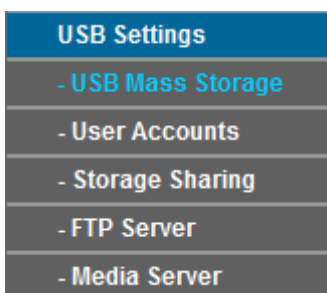 USB Settings
- USB Mass Storage
- User Accounts
- Storage Sharing
- FTP Server
- Media Server